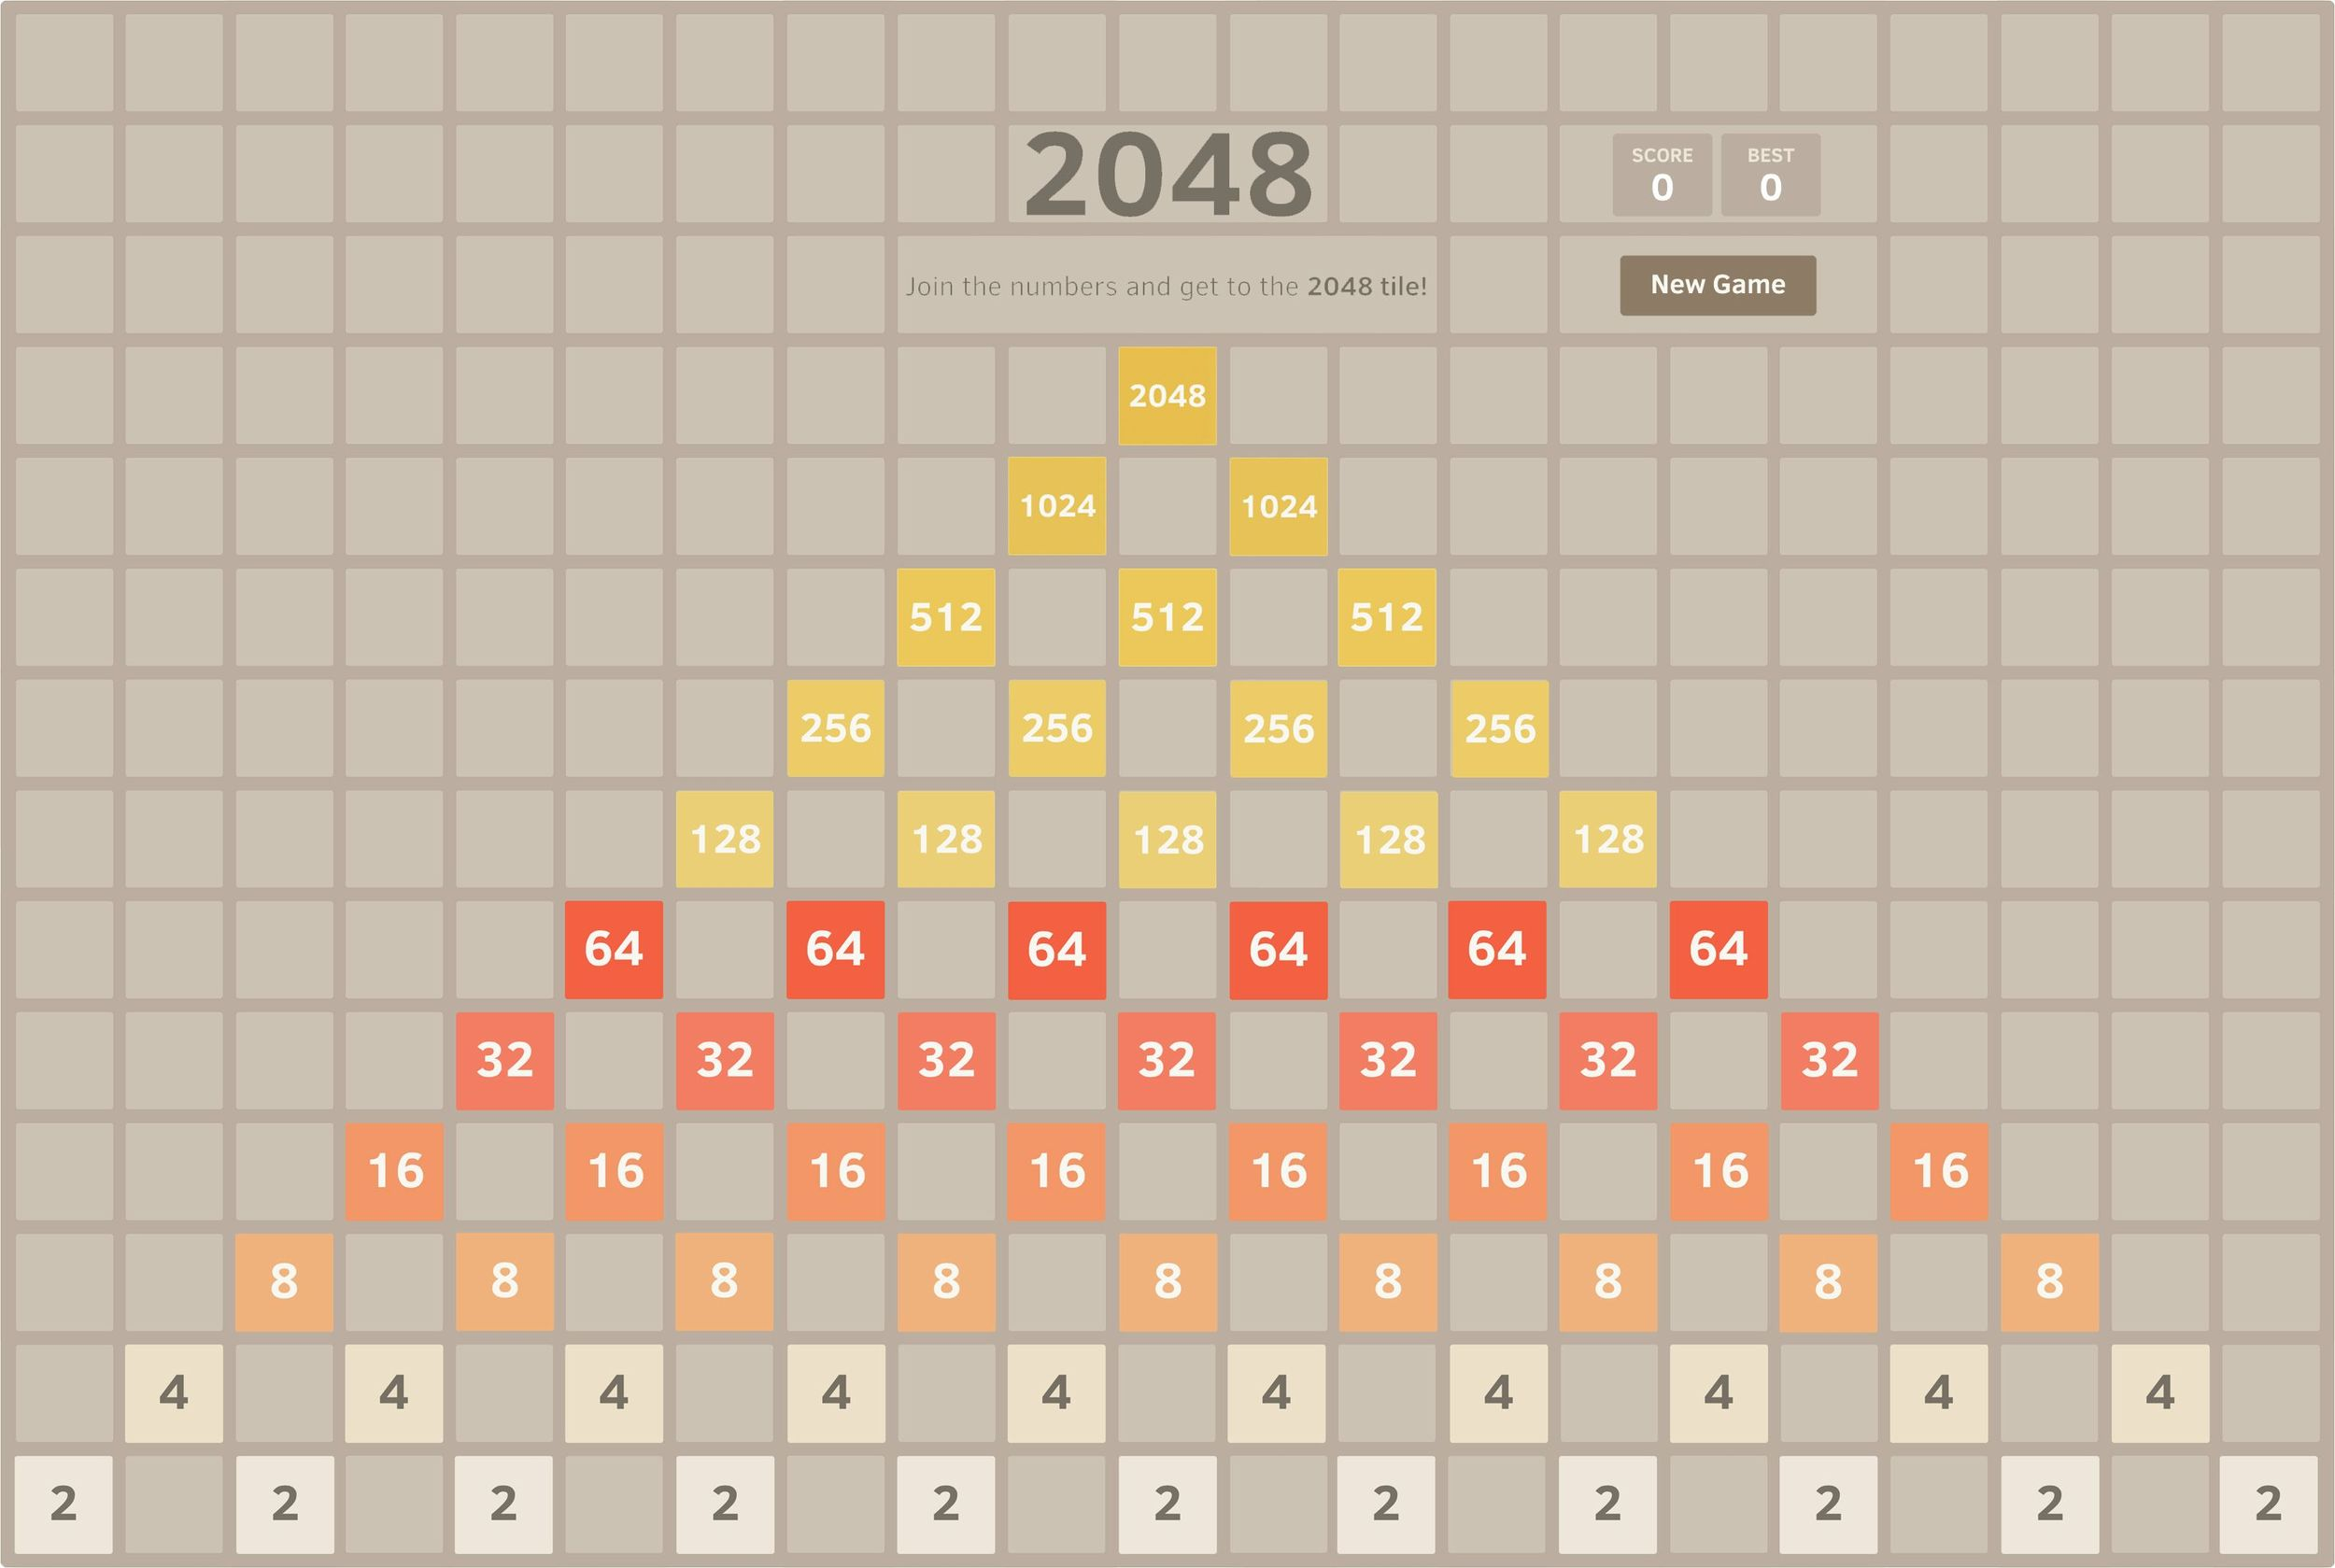 2048
SCORE BEST
0 0
Join the numbers and get to the 2048 tile!
New Game
2048
1024 1024
512 512 512
256 256 256 256
128 128 128 128 128
64 64 64 64 64 64
32 32 32 32 32 32 32
16 16 16 16 16 16 16 16
8 8 8 8 8 8 8 8 8
4 4 4 4 4 4 4 4 4 4
2 2 2 2 2 2 2 2 2 2 2